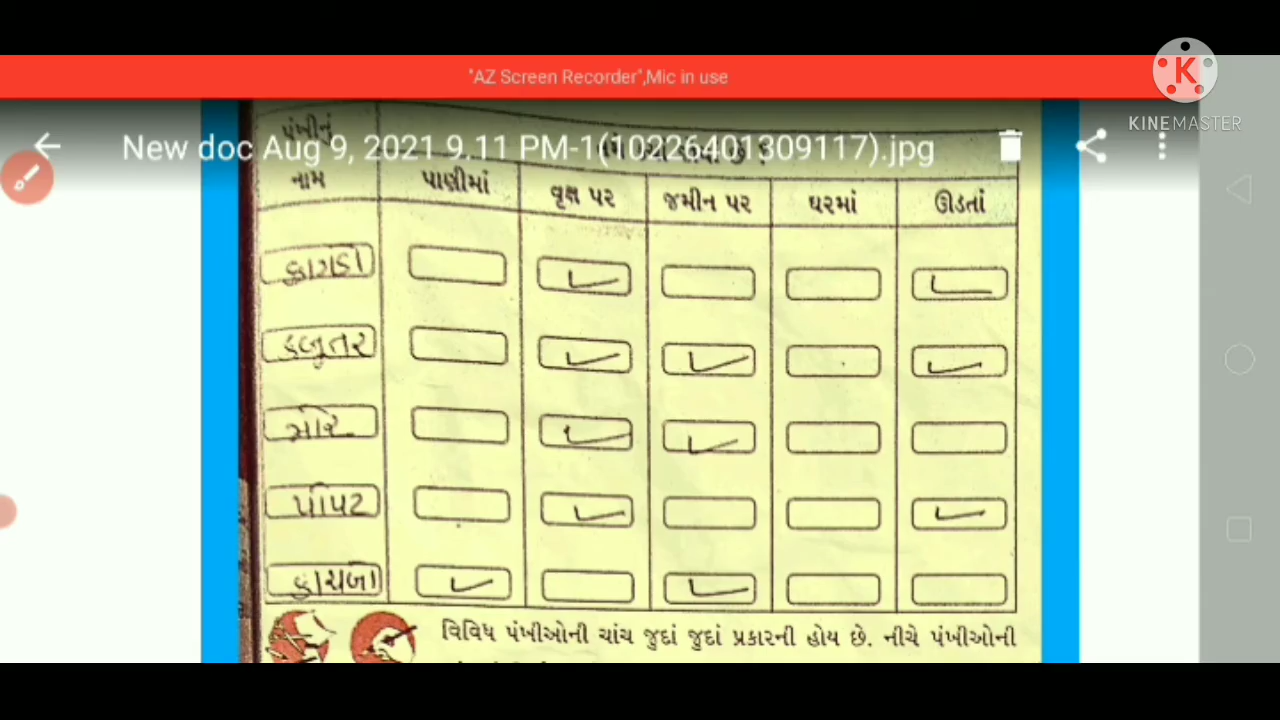 "AZ Screen Recorder",Mic in use
KINEMASTER
New doc Aug 9, 2021 9.11 PM-1(10226401309117).jpg
પંખીનું
નામ પાણીમાં વૃક્ષ પર જમીન પર ઘરમાં ઊડતાં
કાગડો
કબુતર
મોર
પોપટ
કાચબો
વિવિધ પંખીઓની ચાંચ જુદાં જુદાં પ્રકારની હોય છે. નીચે પંખીઓની